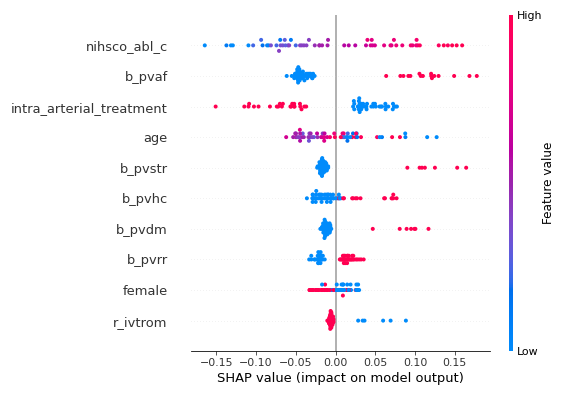 High
nihsco_abl_c
b_pvaf
intra_arterial_treatment
age
b_pvstr
b_pvhc
b_pvdm
b_pvrr
female
r_ivtrom
Feature value
Low
−0.15 −0.10 −0.05 0.00 0.05 0.10 0.15
SHAP value (impact on model output)